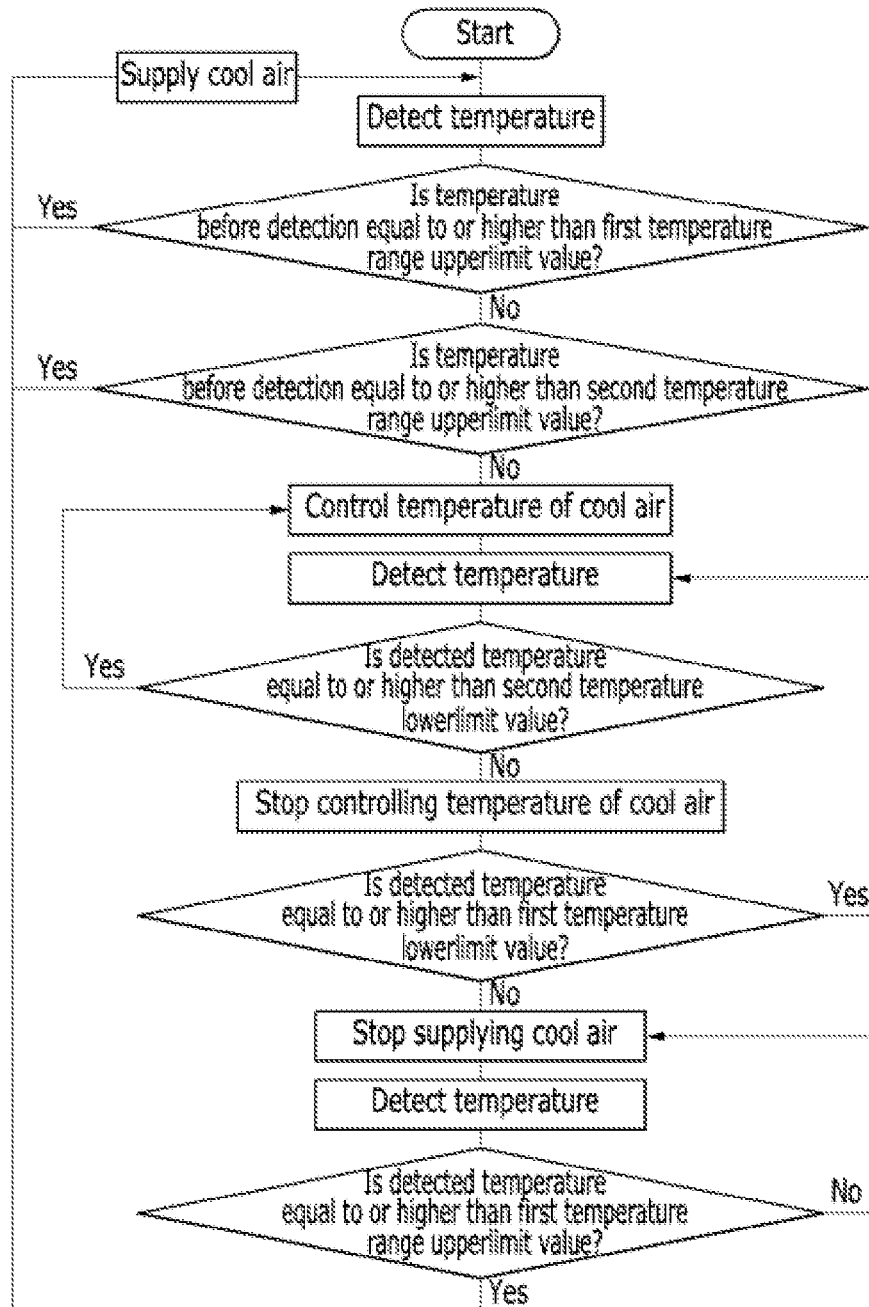 Start
Supply cool air
Detect temperature
Yes
Is temperature
before detection equal to or higher than first temperature
range upperlimit value?
No
Yes
Is temperature
before detection equal to or higher than second temperature
range upperlimit value?
No
Control temperature of cool air
Detect temperature
Yes
Is detected temperature
equal to or higher than second temperature
lowerlimit value?
No
Stop controlling temperature of cool air
Is detected temperature
equal to or higher than first temperature
lowerlimit value?
Yes
No
Stop supplying cool air
Detect temperature
Is detected temperature
equal to or higher than first temperature
range upperlimit value?
No
Yes